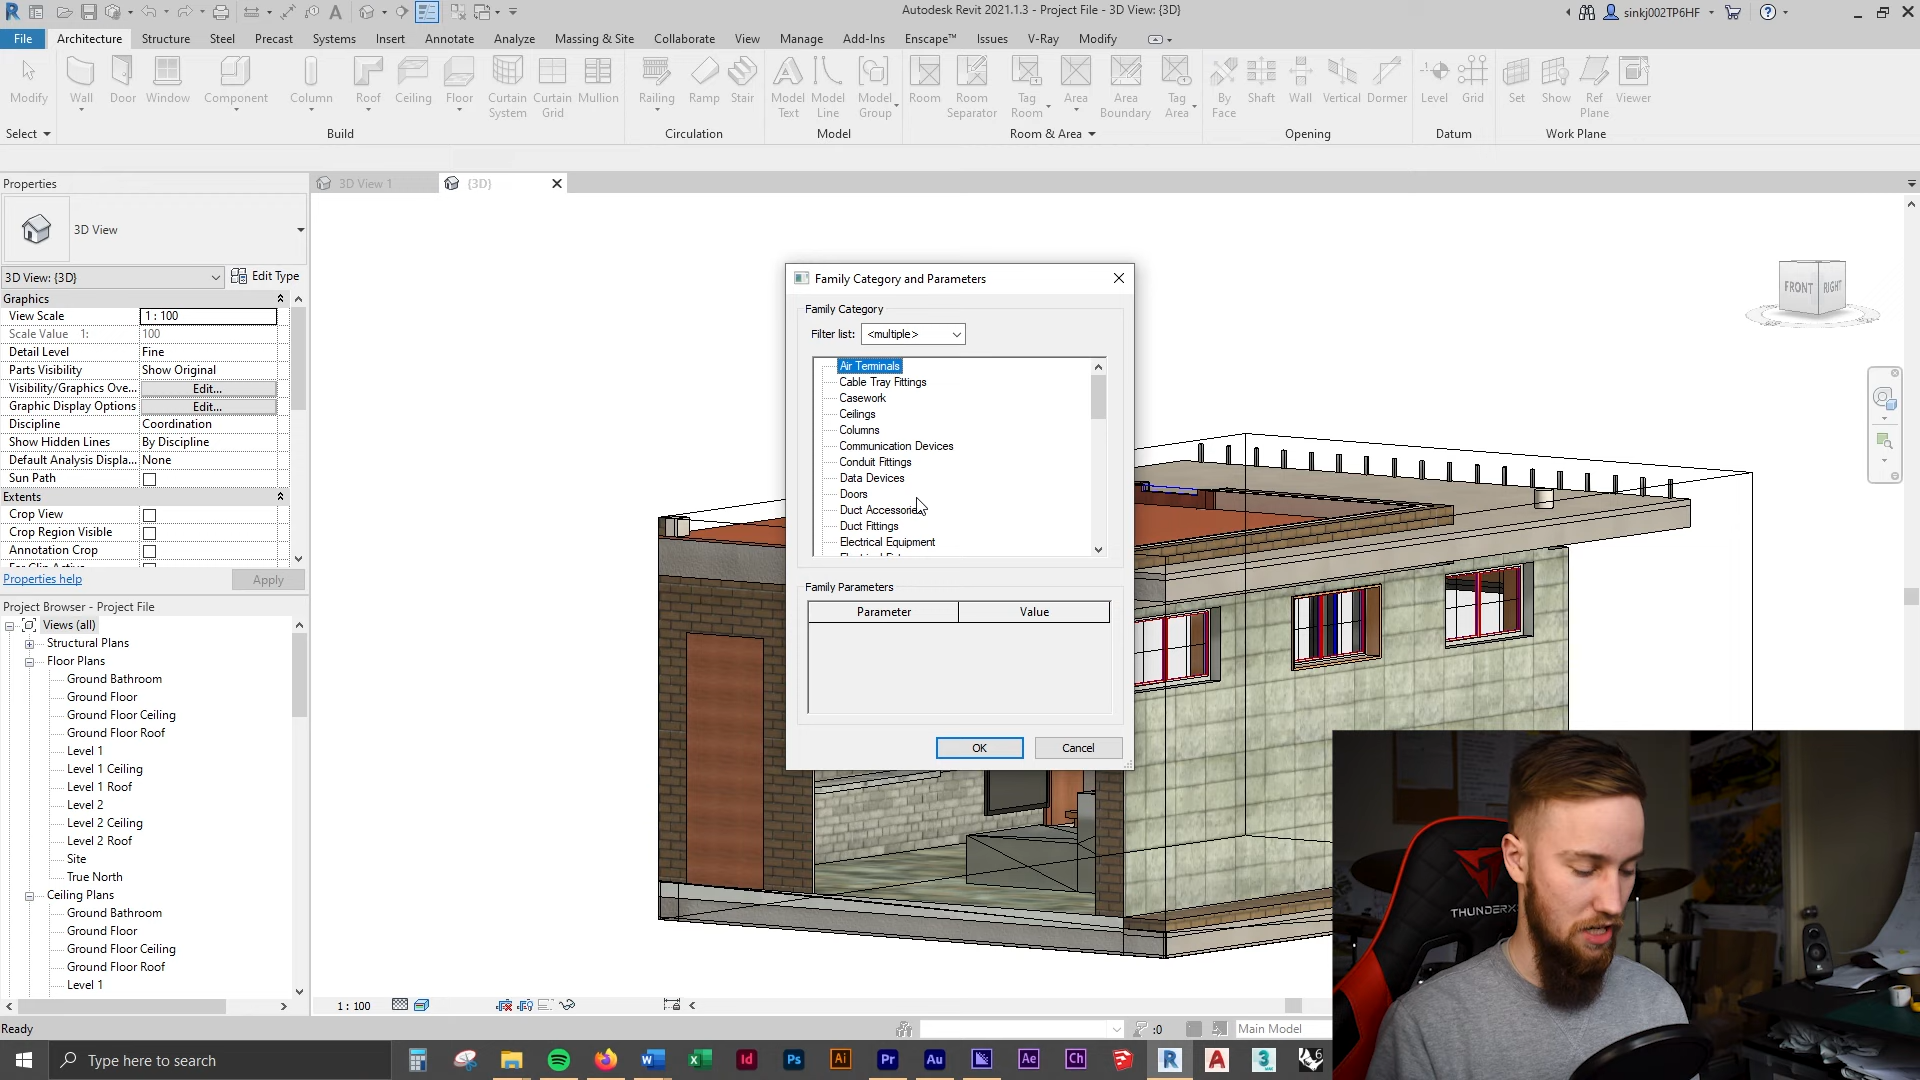 Autodesk Revit 2021.1.3 - Project File - 3D View: {3D}
sinkj002TP6HF
File Architecture Structure Steel Precast Systems Insert Annotate Analyze Massing & Site Collaborate View Manage Add-Ins Enscape™ Issues V-Ray Modify
Modify Wall Door Window Component Column Roof Ceiling Floor Curtain System Curtain Grid Mullion Railing Ramp Stair Model Text Model Line Model Group Room Room Separator Tag Room Area Area Boundary Tag Area By Face Shaft Wall Vertical Dormer Level Grid Set Show Ref Plane Viewer
Select Build Circulation Model Room & Area Opening Datum Work Plane
Properties
3D View 1
{3D}
3D View
3D View: {3D}
Edit Type
Graphics
View Scale 1 : 100
Scale Value 1: 100
Detail Level Fine
Parts Visibility Show Original
Visibility/Graphics Ove... Edit...
Graphic Display Options Edit...
Discipline Coordination
Show Hidden Lines By Discipline
Default Analysis Displa... None
Sun Path
Extents
Crop View
Crop Region Visible
Annotation Crop
Properties help
Apply
Project Browser - Project File
Views (all)
Structural Plans
Floor Plans
Ground Bathroom
Ground Floor
Ground Floor Ceiling
Ground Floor Roof
Level 1
Level 1 Ceiling
Level 1 Roof
Level 2
Level 2 Ceiling
Level 2 Roof
Site
True North
Ceiling Plans
Ground Bathroom
Ground Floor
Ground Floor Ceiling
Ground Floor Roof
Level 1
Family Category and Parameters
Family Category
Filter list: <multiple>
Air Terminals
Cable Tray Fittings
Casework
Ceilings
Columns
Communication Devices
Conduit Fittings
Data Devices
Doors
Duct Accessories
Duct Fittings
Electrical Equipment
Family Parameters
Parameter Value
OK Cancel
FRONT RIGHT
THUNDERX
1 : 100
Ready
:0
Main Model
Type here to search
Id Ps Ai Pr Au Ae Ch R A 3